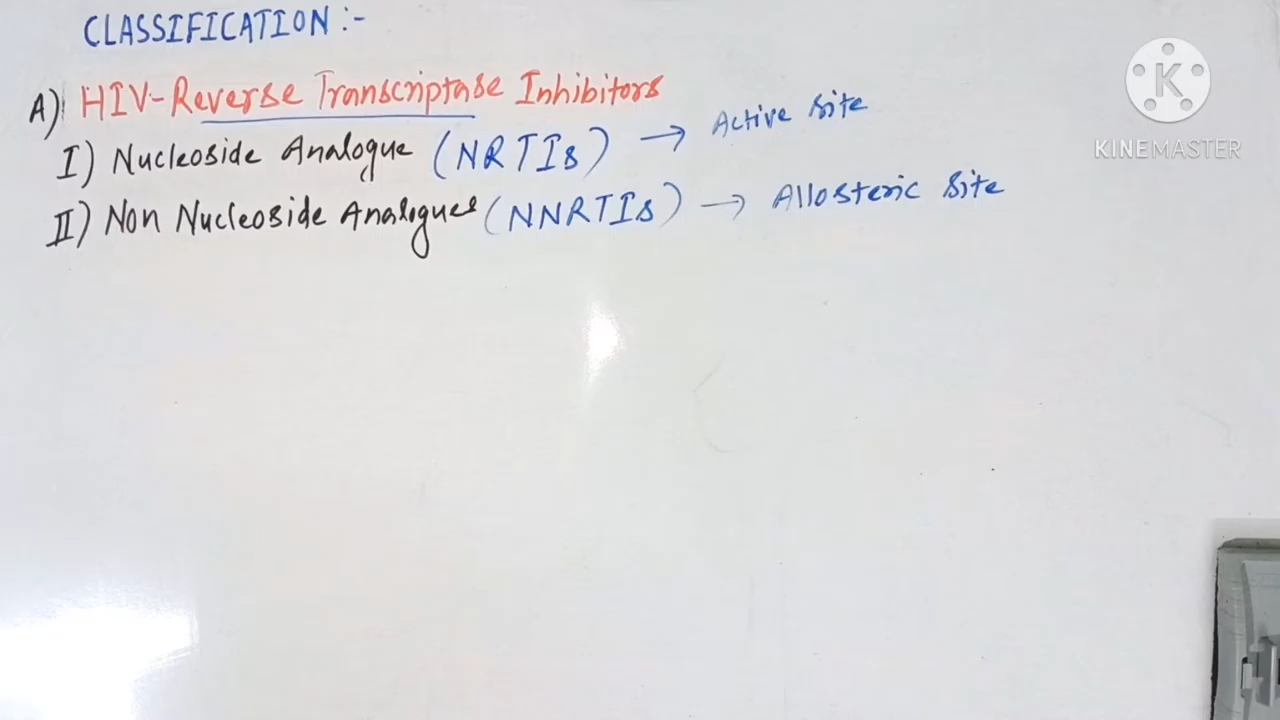 CLASSIFICATION :-
A) HIV-Reverse Transcriptase Inhibitors
I) Nucleoside Analogue (NRTIs) → Active Site
II) Non Nucleoside Analogues (NNRTIs) → Allosteric Site
K
KINEMASTER